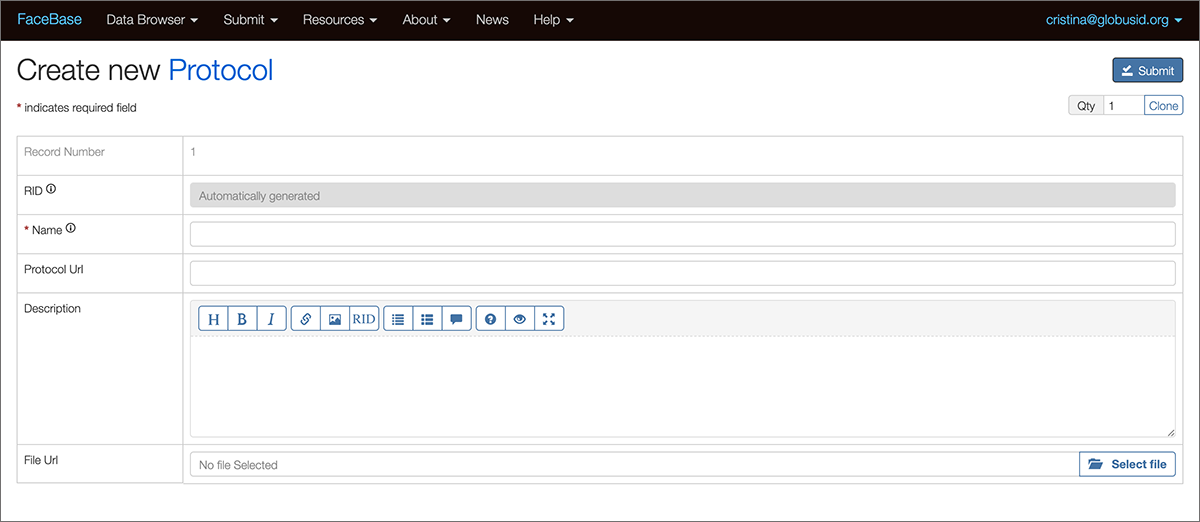 FaceBase Data Browser Submit Resources About News Help cristina@globusid.org
Create new Protocol Submit
* indicates required field Qty 1 Clone
Record Number 1
RID Automatically generated
* Name
Protocol Url
Description
H B I RID
File Url No file Selected Select file